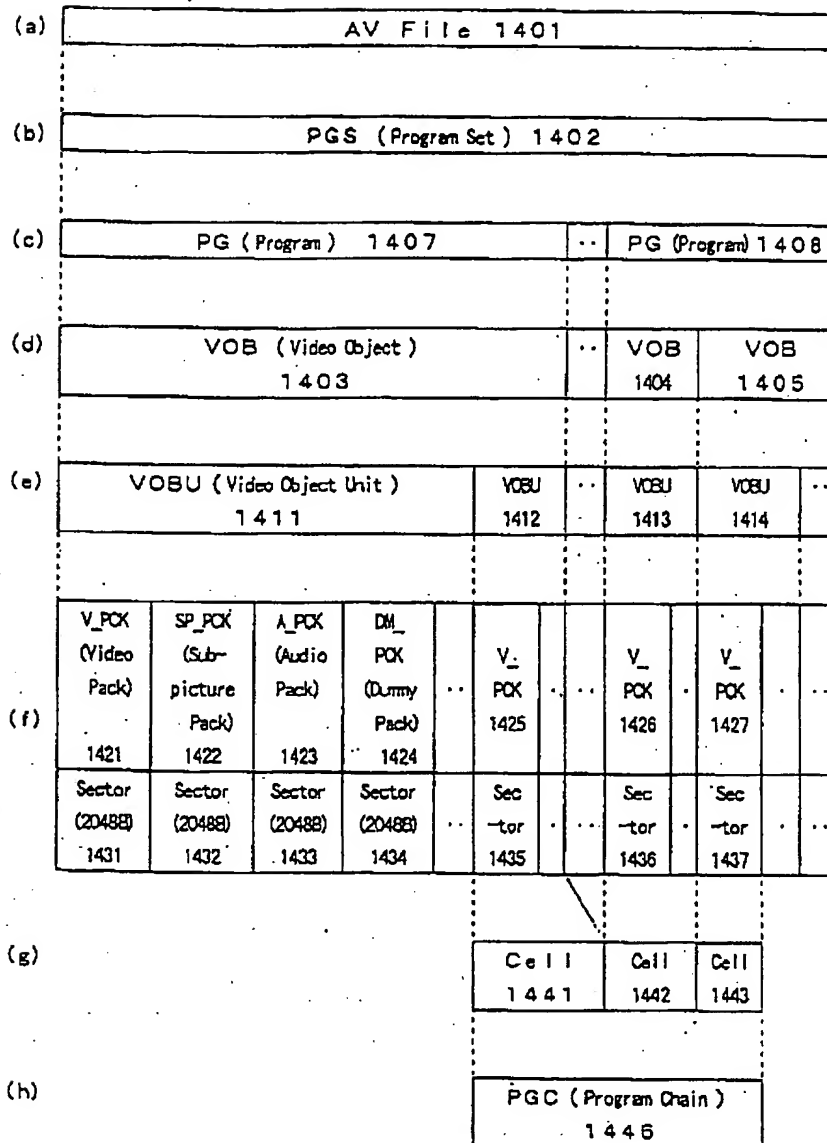 (a) AV File 1401
(b) PGS (Program Set) 1402
(c) PG (Program) 1407 ·· PG (Program) 1408
(d) VOB (Video Object) ·· VOB VOB
1403 1404 1405
(e) VOBU (Video Object Unit) VOBU ·· VOBU VOBU ··
1411 1412 1413 1414
V_PCK SP_PCK A_PCK DM_
(Video (Sub- (Audio PCK V_ V_ V_
Pack) picture Pack) (Dummy ·· PCK · ·· PCK · PCK · ··
(f) Pack) Pack) 1425 1426 1427
1421 1422 1423 1424
Sector Sector Sector Sector Sec Sec Sec
(2048B) (2048B) (2048B) (2048B) ·· -tor · ·· -tor · -tor · ··
1431 1432 1433 1434 1435 1436 1437
(g) Cell Cell Cell
1441 1442 1443
(h) PGC (Program Chain)
1446